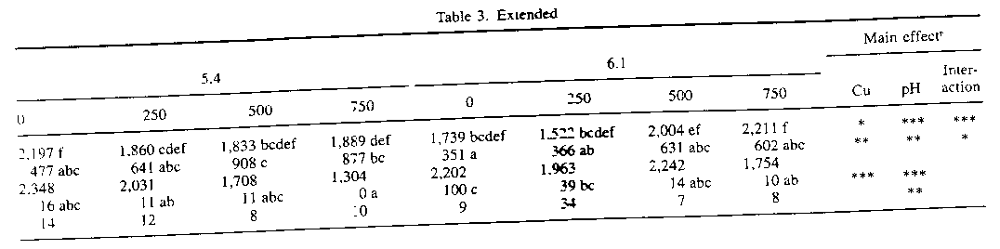 Table 3. Extended
Main effect
5.4 6.1
Inter-
0 250 500 750 0 250 500 750 Cu pH action
2,197 f 1,860 cdef 1,833 bcdef 1,889 def 1,739 bcdef 1,522 bcdef 2,004 ef 2,211 f * *** ***
477 abc 641 abc 908 c 877 bc 351 a 366 ab 631 abc 602 abc ** ** *
2,348 2,031 1,708 1,304 2,202 1,963 2,242 1,754
16 abc 11 ab 11 abc 0 a 100 c 39 bc 14 abc 10 ab *** ***
14 12 8 10 9 34 7 8 **